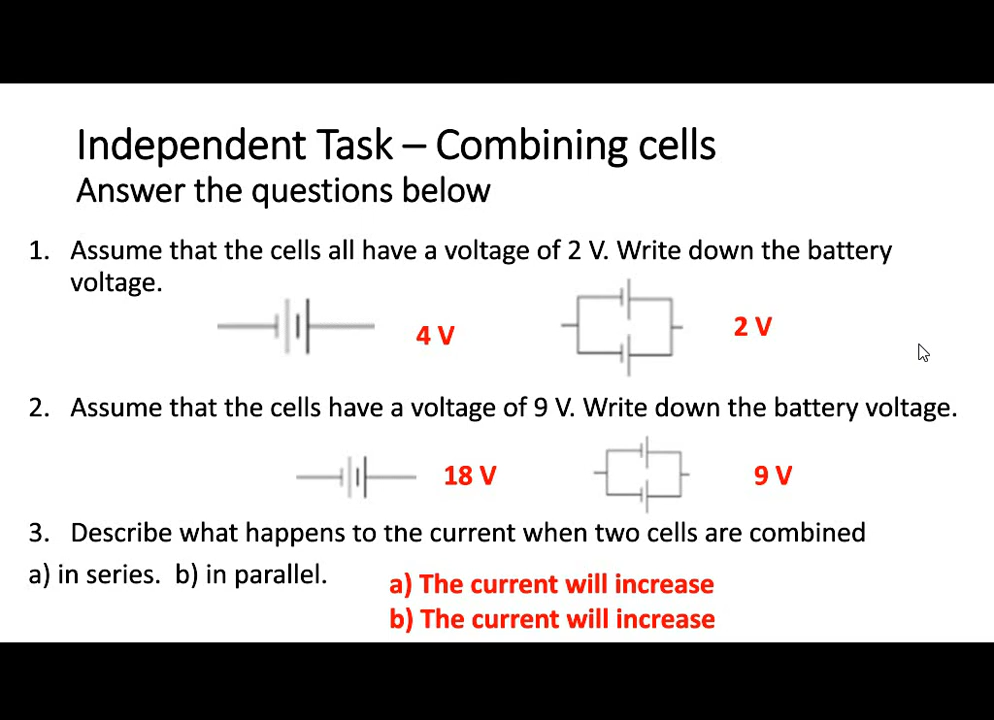 Independent Task – Combining cells
Answer the questions below
1. Assume that the cells all have a voltage of 2 V. Write down the battery
voltage.
4 V
2 V
2. Assume that the cells have a voltage of 9 V. Write down the battery voltage.
18 V
9 V
3. Describe what happens to the current when two cells are combined
a) in series. b) in parallel.
a) The current will increase
b) The current will increase